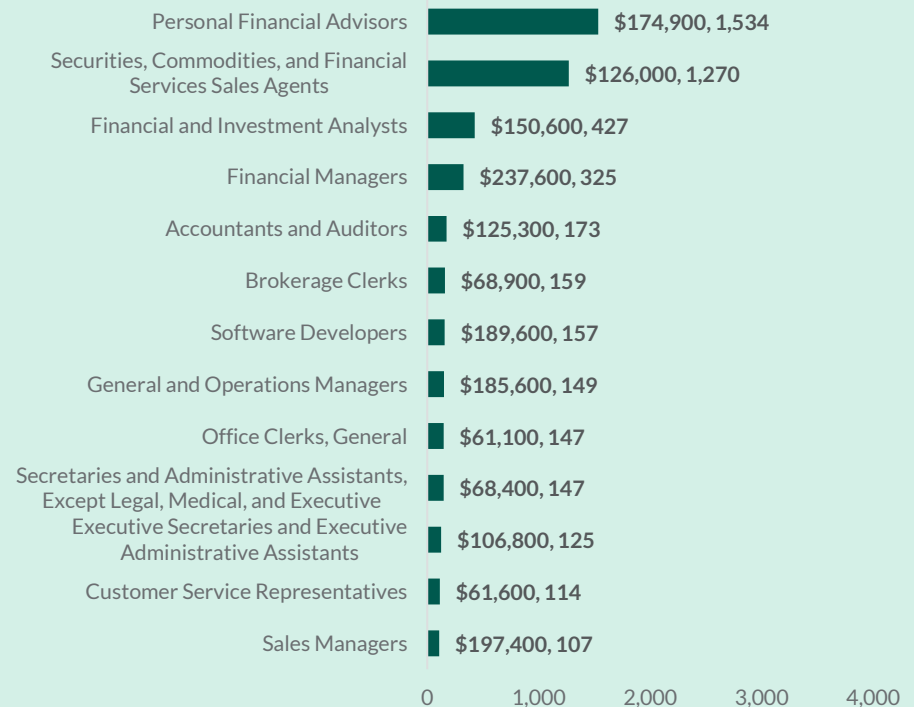 Personal Financial Advisors
$174,900, 1,534
Securities, Commodities, and Financial
Services Sales Agents
$126,000, 1,270
Financial and Investment Analysts
$150,600, 427
Financial Managers
$237,600, 325
Accountants and Auditors
$125,300, 173
Brokerage Clerks
$68,900, 159
Software Developers
$189,600, 157
General and Operations Managers
$185,600, 149
Office Clerks, General
$61,100, 147
Secretaries and Administrative Assistants,
Except Legal, Medical, and Executive
$68,400, 147
Executive Secretaries and Executive
Administrative Assistants
$106,800, 125
Customer Service Representatives
$61,600, 114
Sales Managers
$197,400, 107
0 1,000 2,000 3,000 4,000